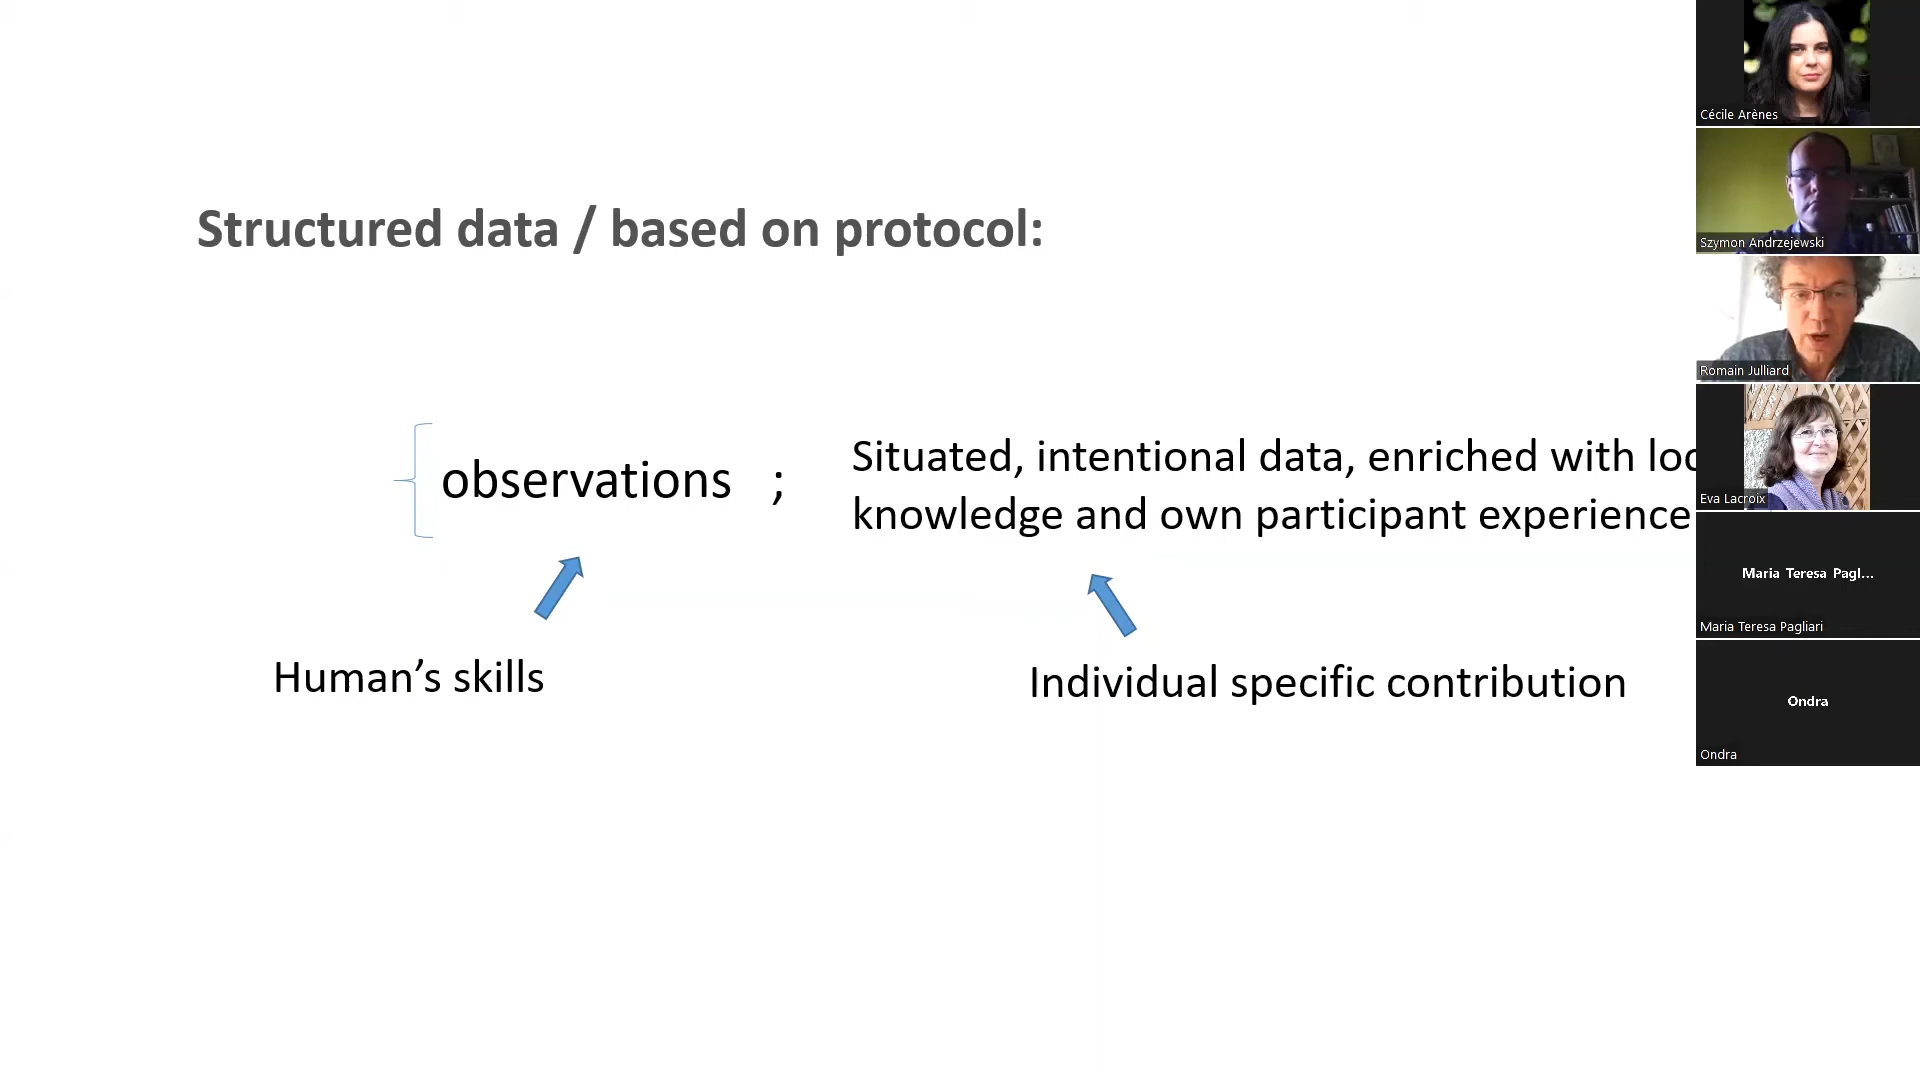 Structured data / based on protocol:
observations ;
Situated, intentional data, enriched with
knowledge and own participant experience
Human’s skills
Individual specific contribution
Cécile Arènes
Szymon Andrzejewski
Romain Julliard
Eva Lacroix
Maria Teresa Pagl...
Maria Teresa Pagliari
Ondra
Ondra